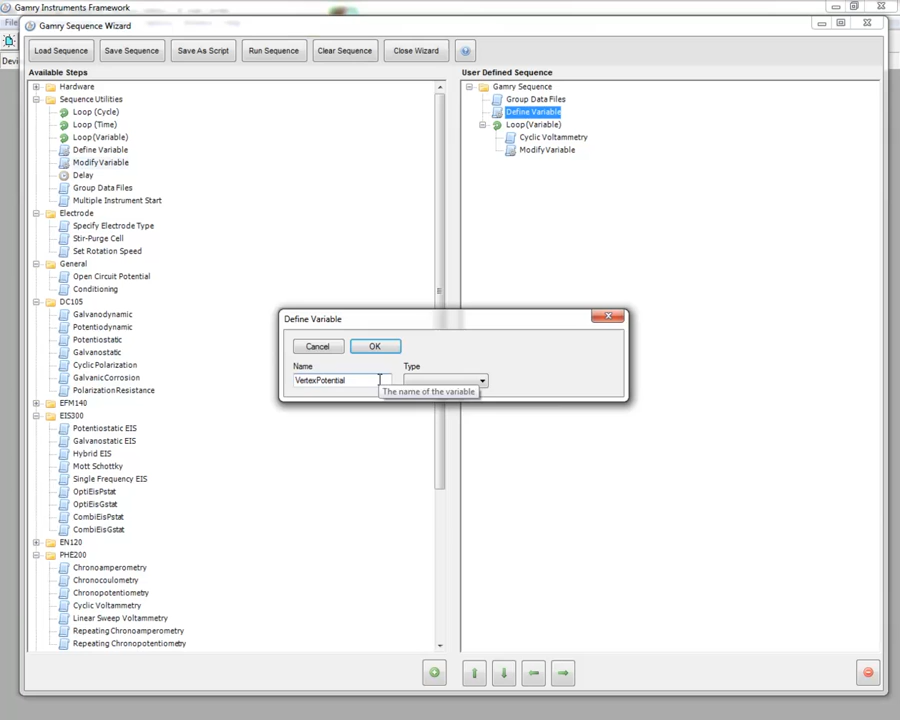 Gamry Instruments Framework
File
Gamry Sequence Wizard
Load Sequence
Save Sequence
Save As Script
Run Sequence
Clear Sequence
Close Wizard
Devi
Available Steps
Hardware
Sequence Utilities
Loop (Cycle)
Loop (Time)
Loop (Variable)
Define Variable
Modify Variable
Delay
Group Data Files
Multiple Instrument Start
Electrode
Specify Electrode Type
Stir-Purge Cell
Set Rotation Speed
General
Open Circuit Potential
Conditioning
DC105
Galvanodynamic
Potentiodynamic
Potentiostatic
Galvanostatic
Cyclic Polarization
Galvanic Corrosion
Polarization Resistance
EFM140
EIS300
Potentiostatic EIS
Galvanostatic EIS
Hybrid EIS
Mott Schottky
Single Frequency EIS
OptiEisPstat
OptiEisGstat
CombiEisPstat
CombiEisGstat
EN120
PHE200
Chronoamperometry
Chronocoulometry
Chronopotentiometry
Cyclic Voltammetry
Linear Sweep Voltammetry
Repeating Chronoamperometry
Repeating Chronopotentiometry
User Defined Sequence
Gamry Sequence
Group Data Files
Define Variable
Loop (Variable)
Cyclic Voltammetry
Modify Variable
Define Variable
Cancel
OK
Name
Type
VertexPotential
The name of the variable